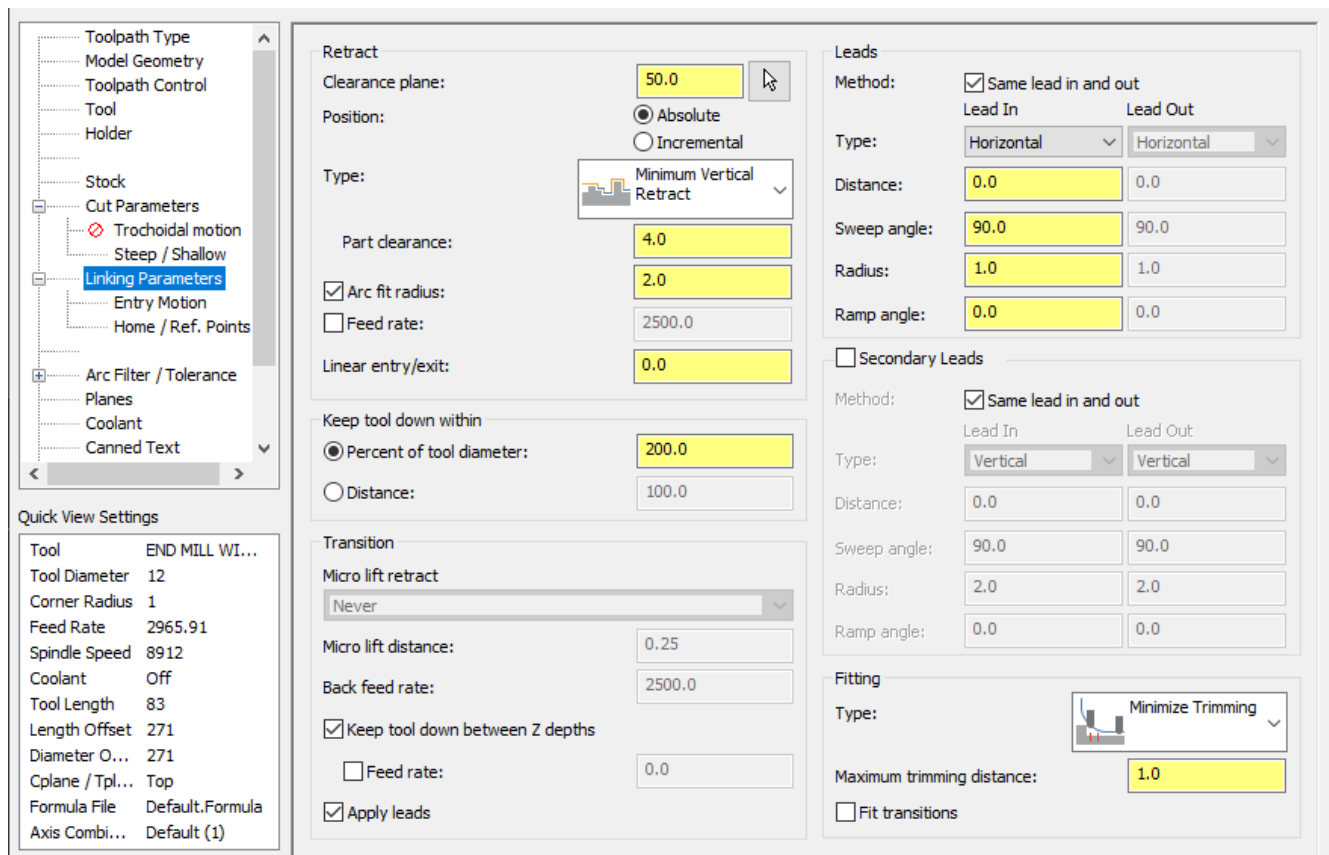 Toolpath Type
Model Geometry
Toolpath Control
Tool
Holder
Stock
Cut Parameters
Trochoidal motion
Steep / Shallow
Linking Parameters
Entry Motion
Home / Ref. Points
Arc Filter / Tolerance
Planes
Coolant
Canned Text
Quick View Settings
Tool END MILL WI...
Tool Diameter 12
Corner Radius 1
Feed Rate 2965.91
Spindle Speed 8912
Coolant Off
Tool Length 83
Length Offset 271
Diameter O... 271
Cplane / Tpl... Top
Formula File Default.Formula
Axis Combi... Default (1)
Retract
Clearance plane: 50.0
Position: Absolute
Incremental
Type: Minimum Vertical
Retract
Part clearance: 4.0
Arc fit radius: 2.0
Feed rate: 2500.0
Linear entry/exit: 0.0
Keep tool down within
Percent of tool diameter: 200.0
Distance: 100.0
Transition
Micro lift retract
Never
Micro lift distance: 0.25
Back feed rate: 2500.0
Keep tool down between Z depths
Feed rate: 0.0
Apply leads
Leads
Method: Same lead in and out
Lead In Lead Out
Type: Horizontal Horizontal
Distance: 0.0 0.0
Sweep angle: 90.0 90.0
Radius: 1.0 1.0
Ramp angle: 0.0 0.0
Secondary Leads
Method: Same lead in and out
Lead In Lead Out
Type: Vertical Vertical
Distance: 0.0 0.0
Sweep angle: 90.0 90.0
Radius: 2.0 2.0
Ramp angle: 0.0 0.0
Fitting
Type: Minimize Trimming
Maximum trimming distance: 1.0
Fit transitions